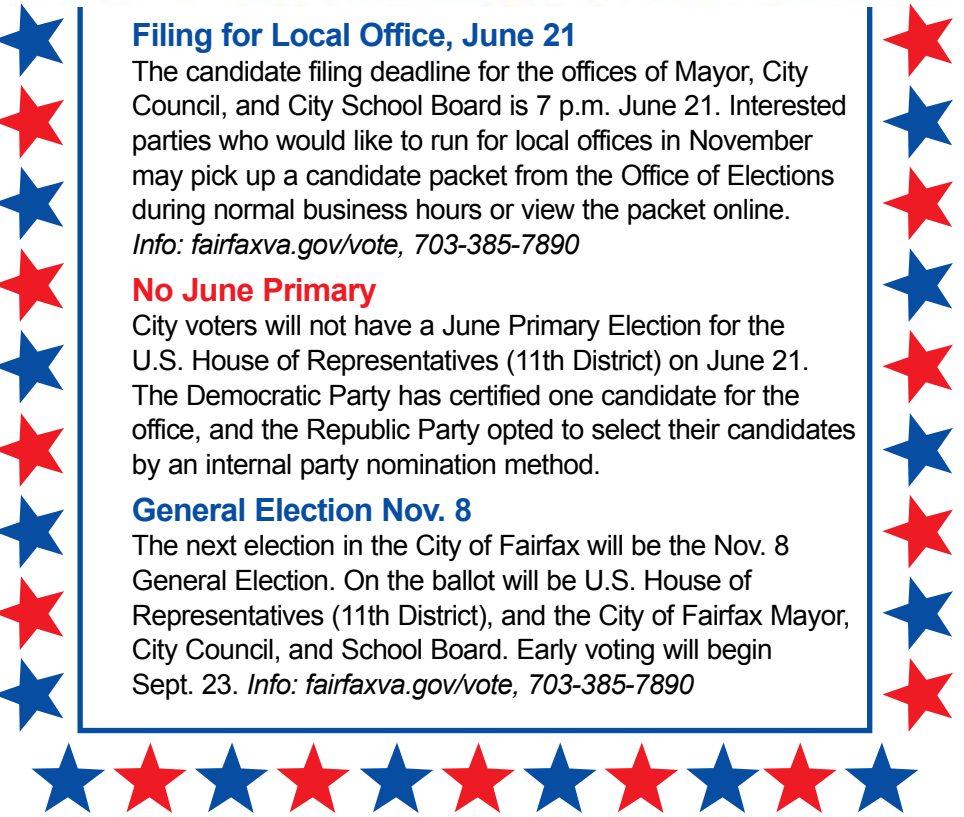 Filing for Local Office, June 21
The candidate filing deadline for the offices of Mayor, City
Council, and City School Board is 7 p.m. June 21. Interested
parties who would like to run for local offices in November
may pick up a candidate packet from the Office of Elections
during normal business hours or view the packet online.
Info: fairfaxva.gov/vote, 703-385-7890
No June Primary
City voters will not have a June Primary Election for the
U.S. House of Representatives (11th District) on June 21.
The Democratic Party has certified one candidate for the
office, and the Republic Party opted to select their candidates
by an internal party nomination method.
General Election Nov. 8
The next election in the City of Fairfax will be the Nov. 8
General Election. On the ballot will be U.S. House of
Representatives (11th District), and the City of Fairfax Mayor,
City Council, and School Board. Early voting will begin
Sept. 23. Info: fairfaxva.gov/vote, 703-385-7890